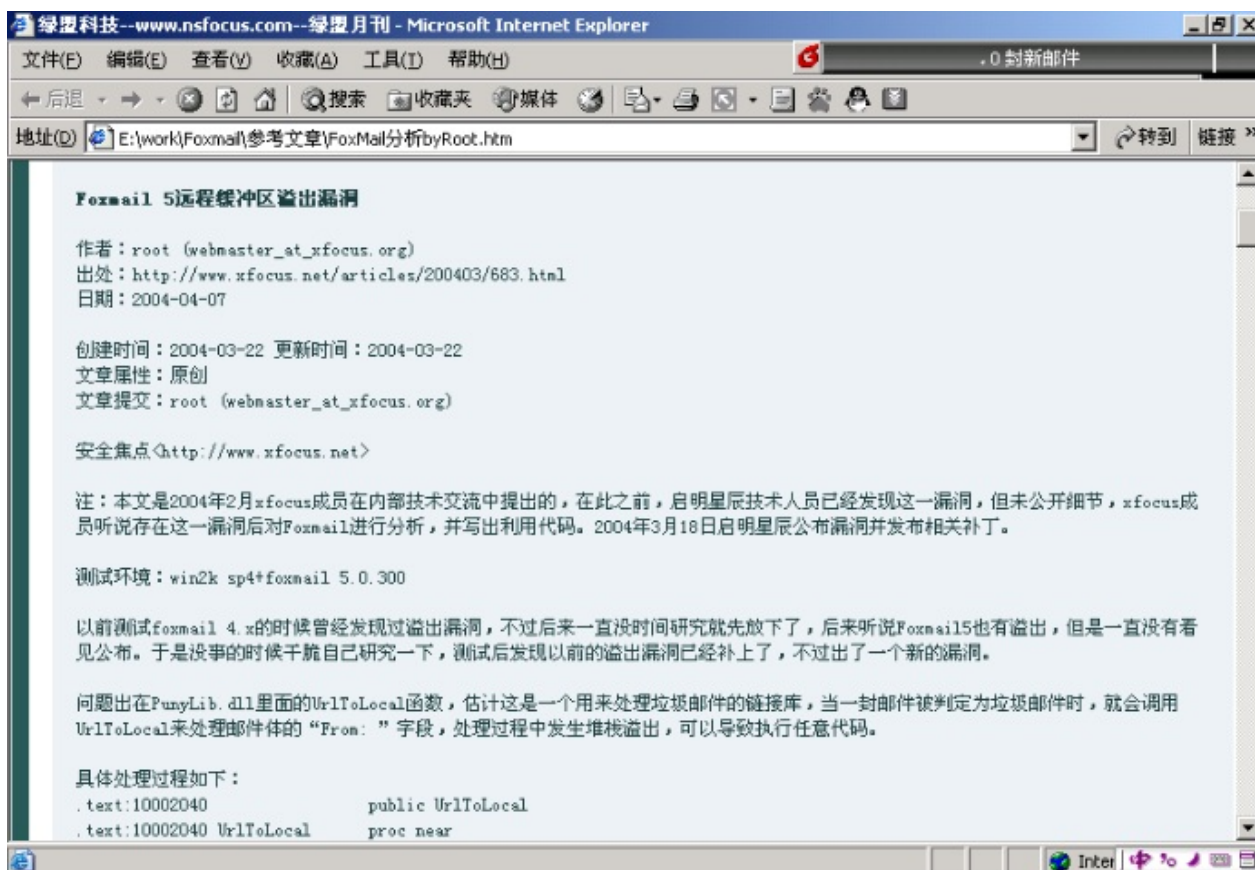 绿盟科技--www.nsfocus.com--绿盟月刊 - Microsoft Internet Explorer
文件(F) 编辑(E) 查看(V) 收藏(A) 工具(T) 帮助(H)
.0 封新邮件
后退 搜索 收藏夹 媒体
地址(D) E:\work\Foxmail\参考文章\FoxMail分析byRoot.htm 转到 链接 »
Foxmail 5远程缓冲区溢出漏洞
作者：root (webmaster_at_xfocus.org)
出处：http://www.xfocus.net/articles/200403/683.html
日期：2004-04-07
创建时间：2004-03-22 更新时间：2004-03-22
文章属性：原创
文章提交：root (webmaster_at_xfocus.org)
安全焦点<http://www.xfocus.net>
注：本文是2004年2月xfocus成员在内部技术交流中提出的，在此之前，启明星辰技术人员已经发现这一漏洞，但未公开细节，xfocus成
员听说存在这一漏洞后对Foxmail进行分析，并写出利用代码。2004年3月18日启明星辰公布漏洞并发布相关补丁。
测试环境：win2k sp4+foxmail 5.0.300
以前测试foxmail 4.x的时候曾经发现过溢出漏洞，不过后来一直没时间研究就先放下了，后来听说Foxmail5也有溢出，但是一直没有看
见公布。于是没事的时候干脆自己研究一下，测试后发现以前的溢出漏洞已经补上了，不过出了一个新的漏洞。
问题出在PunyLib.dll里面的UrlToLocal函数，估计这是一个用来处理垃圾邮件的链接库，当一封邮件被判定为垃圾邮件时，就会调用
UrlToLocal来处理邮件体的“From: ”字段，处理过程中发生堆栈溢出，可以导致执行任意代码。
具体处理过程如下：
.text:10002040 public UrlToLocal
.text:10002040 UrlToLocal proc near
Inter 中